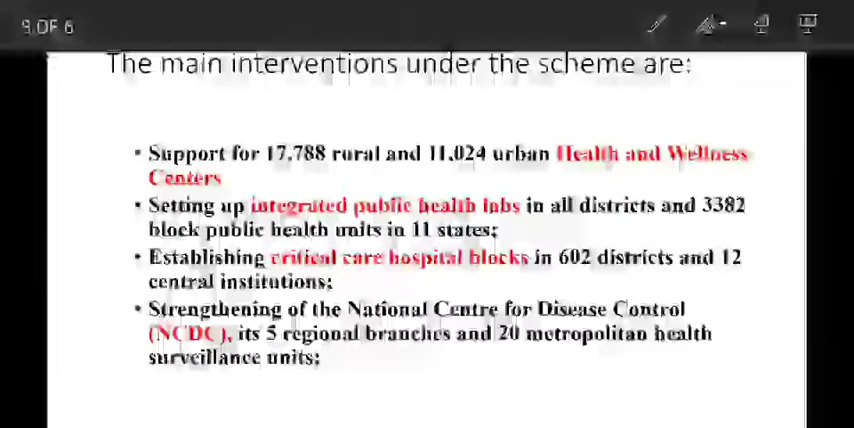 9 OF 6
The main interventions under the scheme are:
• Support for 17,788 rural and 11,024 urban Health and Wellness
Centers
• Setting up integrated public health labs in all districts and 3382
block public health units in 11 states;
• Establishing critical care hospital blocks in 602 districts and 12
central institutions;
• Strengthening of the National Centre for Disease Control
(NCDC), its 5 regional branches and 20 metropolitan health
surveillance units;